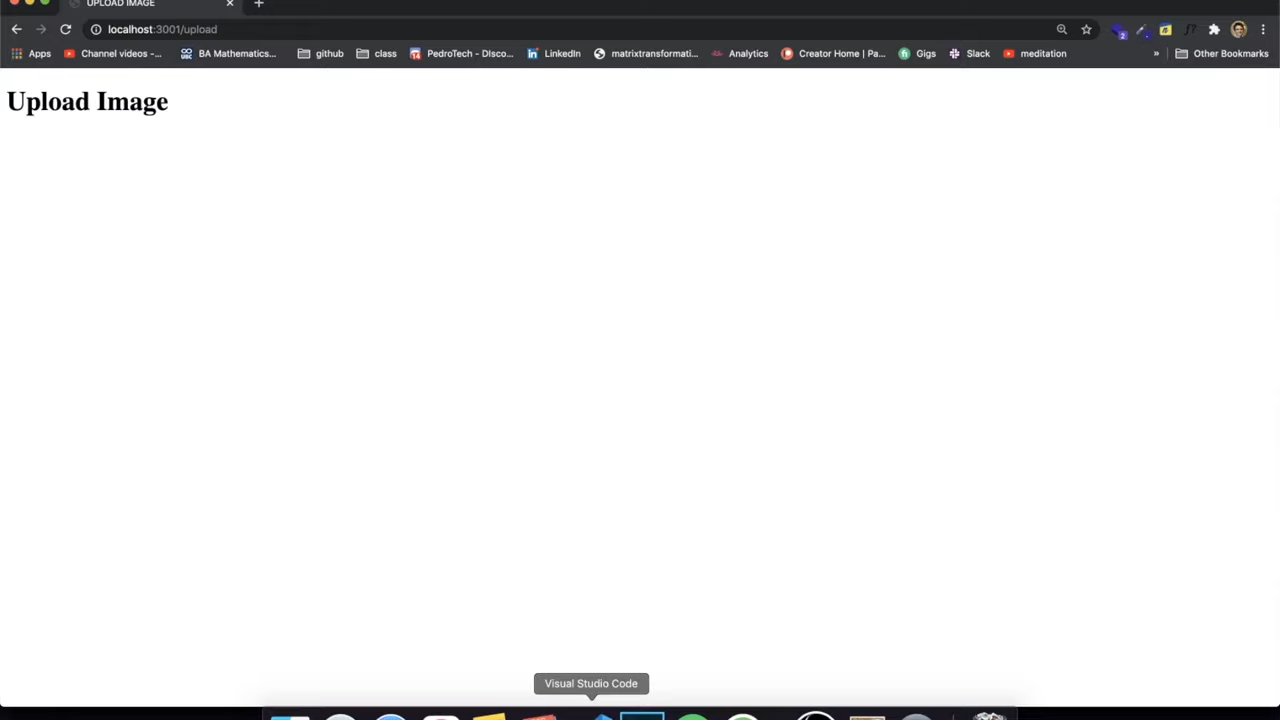 UPLOAD IMAGE
localhost:3001/upload
Apps
Channel videos -...
BA Mathematics...
github
class
PedroTech - Disco...
LinkedIn
matrixtransformati...
Analytics
Creator Home | Pa...
Gigs
Slack
meditation
»
Other Bookmarks
Upload Image
Visual Studio Code